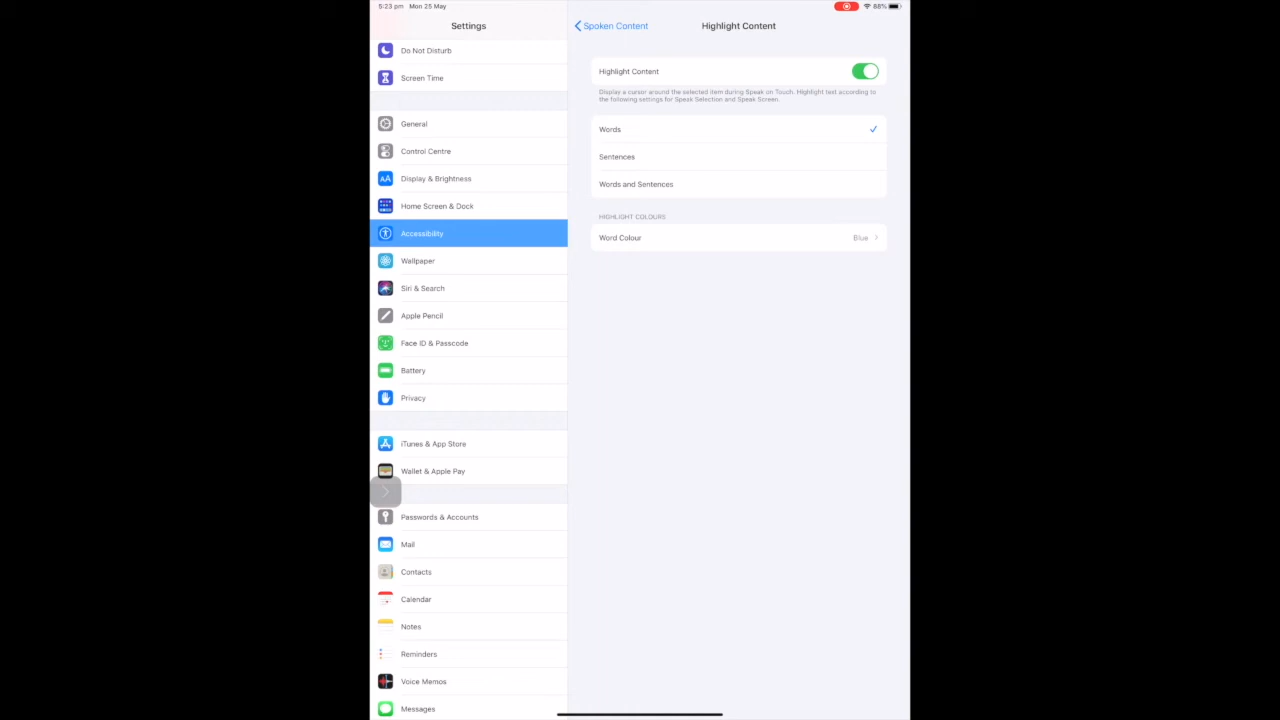 5:23 pm Mon 25 May
88%
Settings
Do Not Disturb
Screen Time
General
Control Centre
Display & Brightness
Home Screen & Dock
Accessibility
Wallpaper
Siri & Search
Apple Pencil
Face ID & Passcode
Battery
Privacy
iTunes & App Store
Wallet & Apple Pay
Passwords & Accounts
Mail
Contacts
Calendar
Notes
Reminders
Voice Memos
Messages
Spoken Content
Highlight Content
Highlight Content
Display a cursor around the selected item during Speak on Touch. Highlight text according to
the following settings for Speak Selection and Speak Screen.
Words
Sentences
Words and Sentences
HIGHLIGHT COLOURS
Word Colour Blue